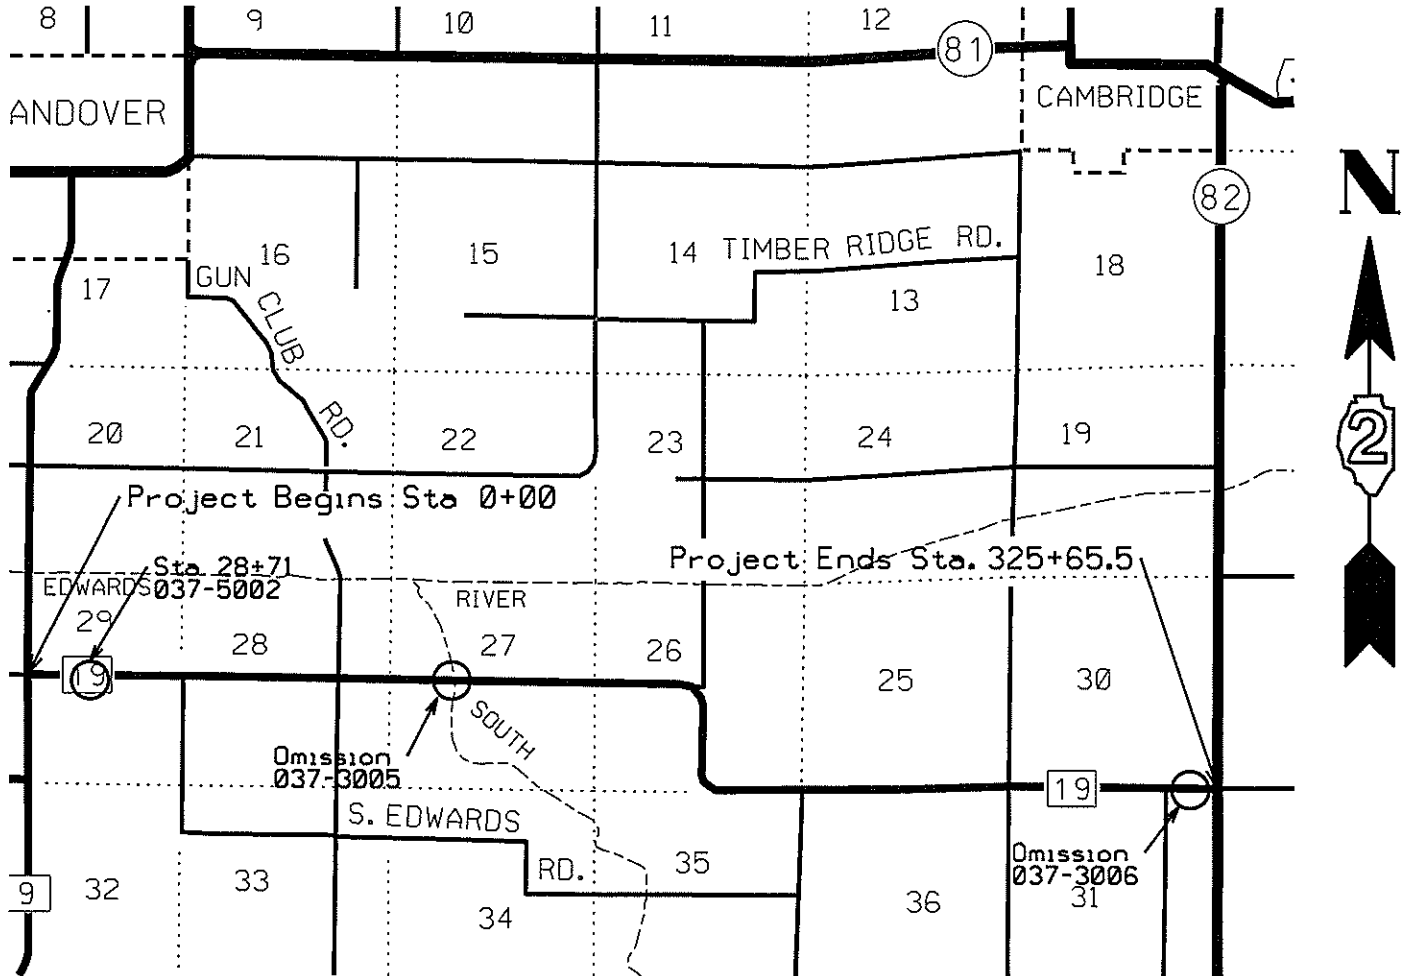 8
9
10
11
12
81
ANDOVER
CAMBRIDGE
N
82
16
15
14
TIMBER RIDGE RD.
18
17
GUN CLUB RD.
13
2
20
21
22
23
24
19
Project Begins Sta 0+00
Sta 28+71
037-5002
Project Ends Sta. 325+65.5
EDWARDS
RIVER
29
28
27
26
25
30
19
SOUTH
Omission
037-3005
19
S. EDWARDS
RD.
Omission
037-3006
9
32
33
34
35
36
31